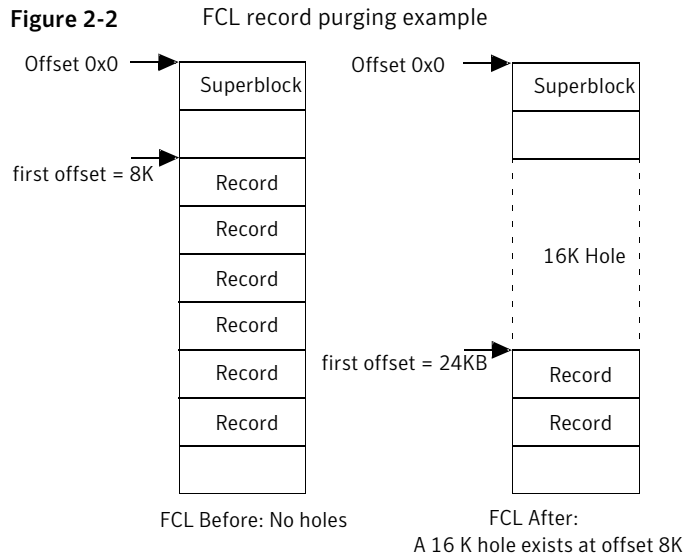 Figure 2-2 FCL record purging example
Offset 0x0
Superblock
first offset = 8K
Record
Record
Record
Record
Record
Record
FCL Before: No holes
Offset 0x0
Superblock
16K Hole
first offset = 24KB
Record
Record
FCL After:
A 16 K hole exists at offset 8K